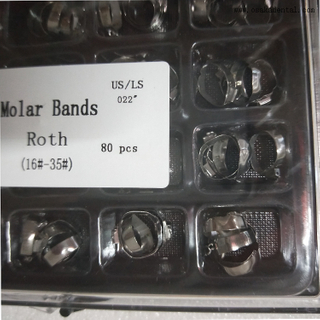 US/LS
Molar Bands
022"
Roth
80 pcs
(16#-35#)